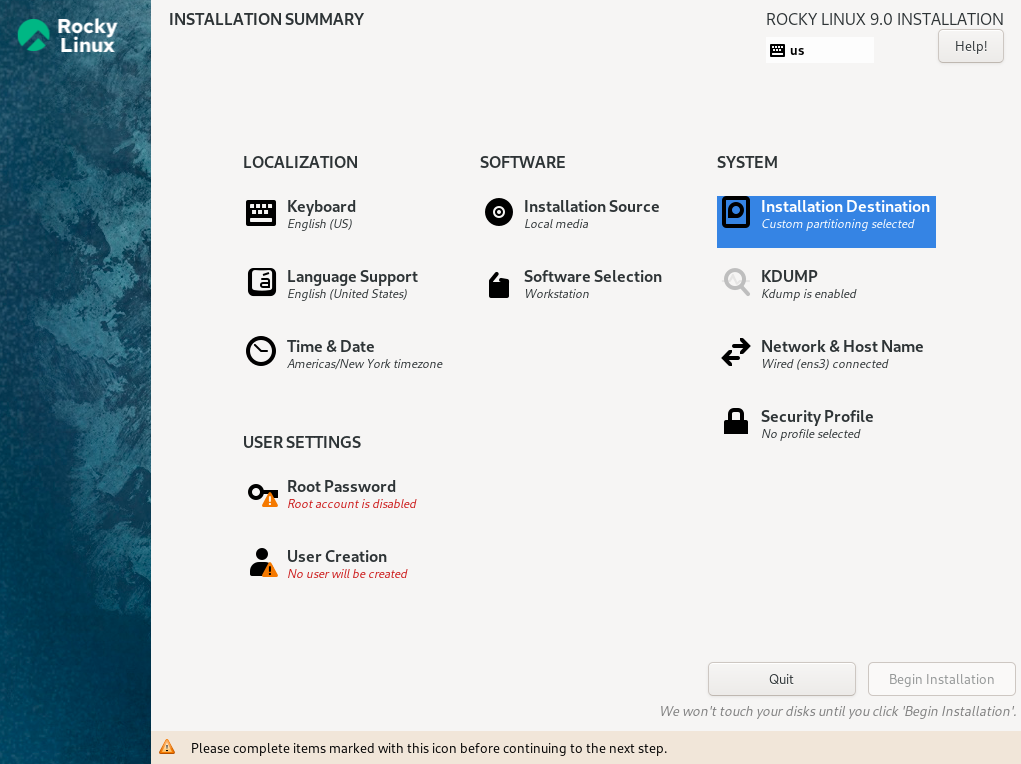 Rocky
Linux
INSTALLATION SUMMARY
ROCKY LINUX 9.0 INSTALLATION
us
Help!
LOCALIZATION
Keyboard
English (US)
Language Support
English (United States)
Time & Date
Americas/New York timezone
SOFTWARE
Installation Source
Local media
Software Selection
Workstation
SYSTEM
Installation Destination
Custom partitioning selected
KDUMP
Kdump is enabled
Network & Host Name
Wired (ens3) connected
Security Profile
No profile selected
USER SETTINGS
Root Password
Root account is disabled
User Creation
No user will be created
Quit
Begin Installation
We won't touch your disks until you click 'Begin Installation'.
Please complete items marked with this icon before continuing to the next step.